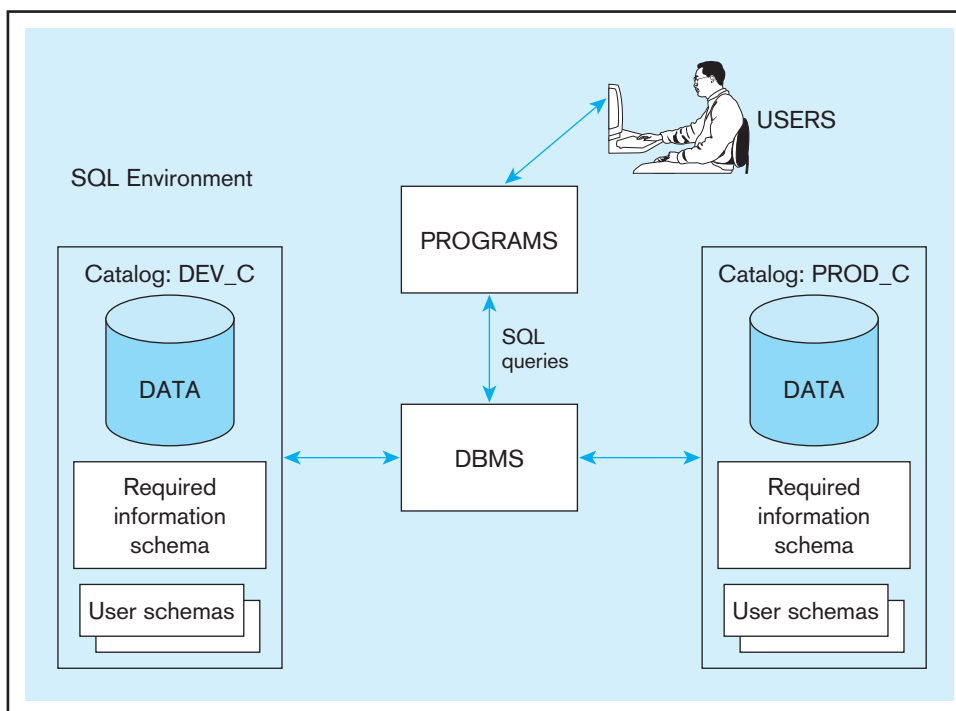 USERS
SQL Environment
PROGRAMS
SQL
queries
DBMS
Catalog: DEV_C
DATA
Required
information
schema
User schemas
Catalog: PROD_C
DATA
Required
information
schema
User schemas